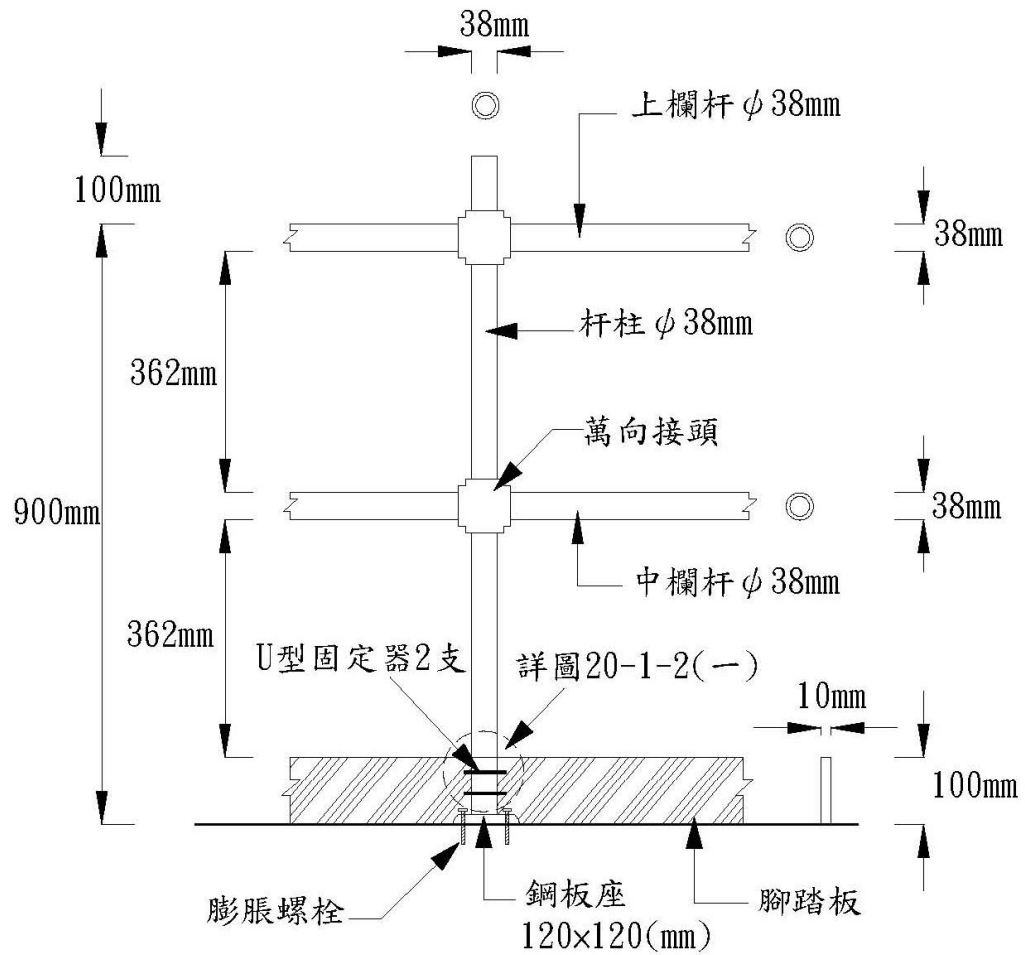 38mm
上欄杆φ38mm
100mm
38mm
杆柱φ38mm
362mm
萬向接頭
900mm
38mm
中欄杆φ38mm
362mm
U型固定器2支
詳圖20-1-2(一)
10mm
100mm
膨脹螺栓
鋼板座
120×120(mm)
腳踏板